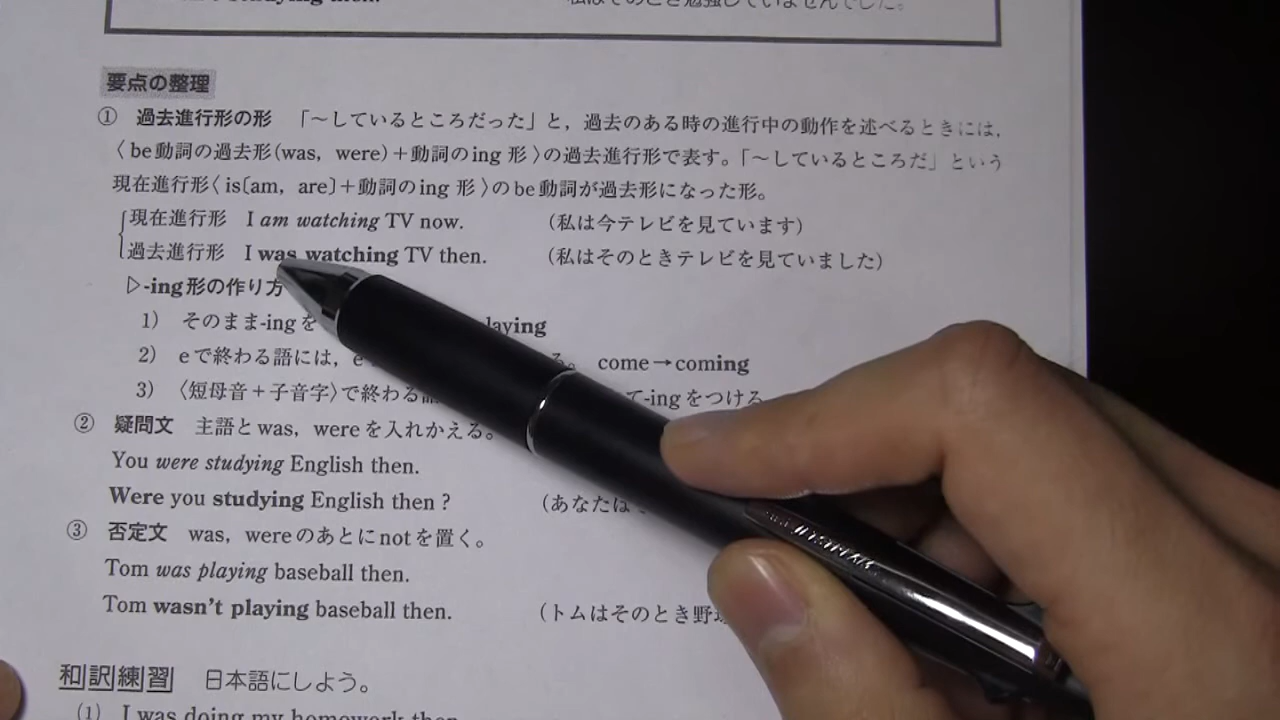 studying then. 私はそのとき勉強していませんでした。
要点の整理
① 過去進行形の形 「～しているところだった」と，過去のある時の進行中の動作を述べるときには，
〈be動詞の過去形(was, were)＋動詞のing 形〉の過去進行形で表す。「～しているところだ」という
現在進行形〈is〔am, are〕＋動詞のing 形〉のbe動詞が過去形になった形。
現在進行形 I am watching TV now. (私は今テレビを見ています)
過去進行形 I was watching TV then. (私はそのときテレビを見ていました)
▷-ing形の作り方
1) そのまま-ingを playing
2) eで終わる語には，e る。 come→coming
3) 〈短母音＋子音字〉で終わる語 て-ingをつける
② 疑問文 主語とwas, wereを入れかえる。
You were studying English then.
Were you studying English then ? (あなたは
③ 否定文 was, wereのあとにnotを置く。
Tom was playing baseball then.
Tom wasn't playing baseball then. (トムはそのとき野球
和訳練習 日本語にしよう。
(1) I was doing my homework then.